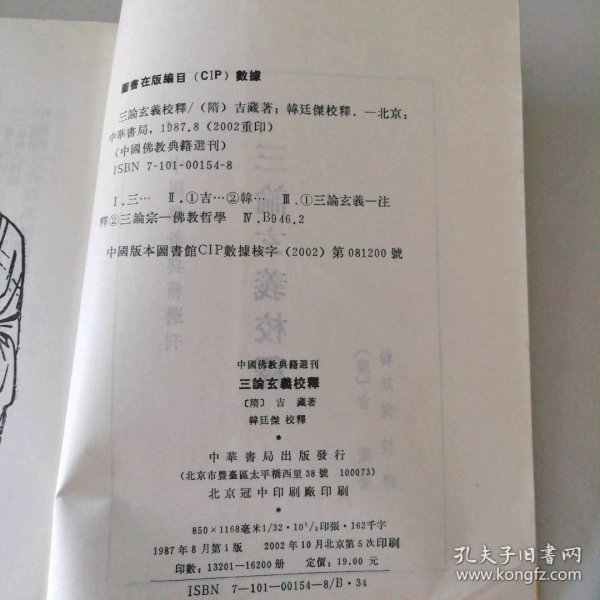 圖書在版編目(CIP)數據
三論玄義校釋/(隋)吉藏著;韓廷傑校釋.—北京:
中華書局,1987.8(2002重印)
(中國佛教典籍選刊)
ISBN 7-101-00154-8
Ⅰ.三… Ⅱ.①吉…②韓… Ⅲ.①三論玄義—注
釋②三論宗—佛教哲學 Ⅳ.B946.2
中國版本圖書館CIP數據核字(2002)第081200號
中國佛教典籍選刊
三論玄義校釋
〔隋〕吉藏著
韓廷傑 校釋
*
中華書局出版發行
(北京市豐臺區太平橋西里38號 100073)
北京冠中印刷廠印刷
*
850×1168毫米1/32·10¹/₂印張·162千字
1987年8月第1版 2002年10月北京第5次印刷
印數:13201—16200册 定價:19.00元
ISBN 7-101-00154-8/B·34
孔夫子旧书网
www.kongfz.com